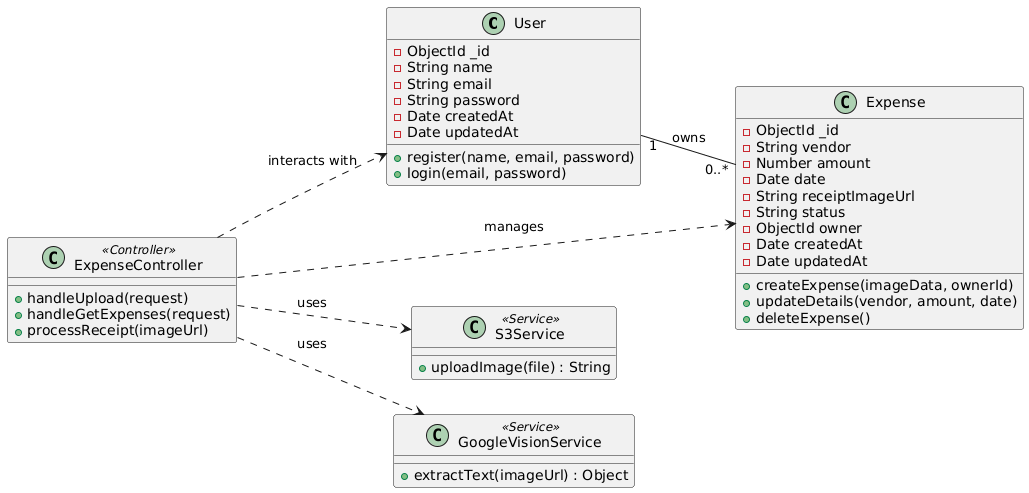 C User
ObjectId _id
String name
String email
String password
Date createdAt
Date updatedAt
register(name, email, password)
login(email, password)
owns
1
0..*
C Expense
ObjectId _id
String vendor
Number amount
Date date
String receiptImageUrl
String status
ObjectId owner
Date createdAt
Date updatedAt
createExpense(imageData, ownerId)
updateDetails(vendor, amount, date)
deleteExpense()
interacts with
manages
uses
uses
C «Controller»
ExpenseController
handleUpload(request)
handleGetExpenses(request)
processReceipt(imageUrl)
C «Service»
S3Service
uploadImage(file) : String
C «Service»
GoogleVisionService
extractText(imageUrl) : Object